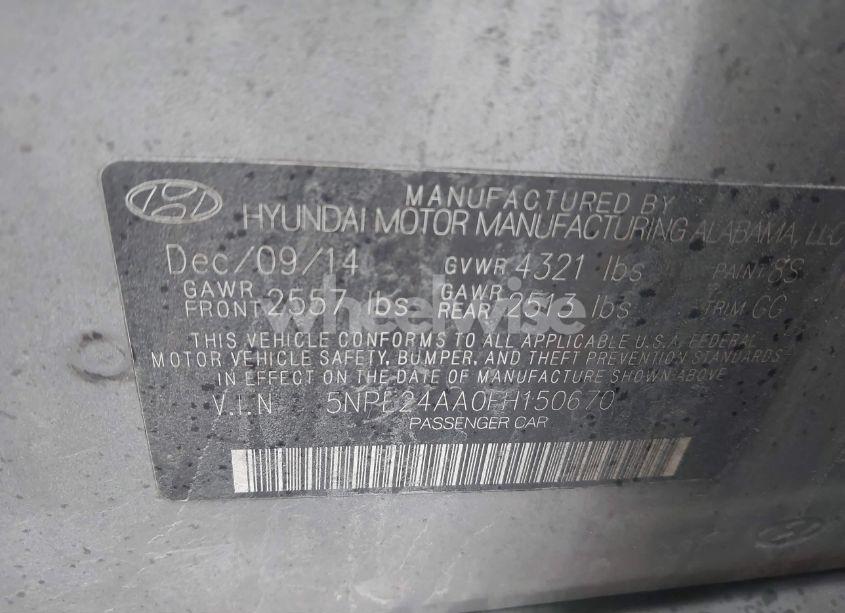 MANUFACTURED BY
HYUNDAI MOTOR MANUFACTURING ALABAMA, LLC
Dec/09/14 GVWR 4321 lbs PAINT 8S
GAWR FRONT 2557 lbs GAWR REAR 2513 lbs TRIM GG
wheelwise
THIS VEHICLE CONFORMS TO ALL APPLICABLE U.S.A. FEDERAL
MOTOR VEHICLE SAFETY, BUMPER, AND THEFT PREVENTION STANDARDS
IN EFFECT ON THE DATE OF MANUFACTURE SHOWN ABOVE
V.I.N 5NPE24AA0FH150670
PASSENGER CAR